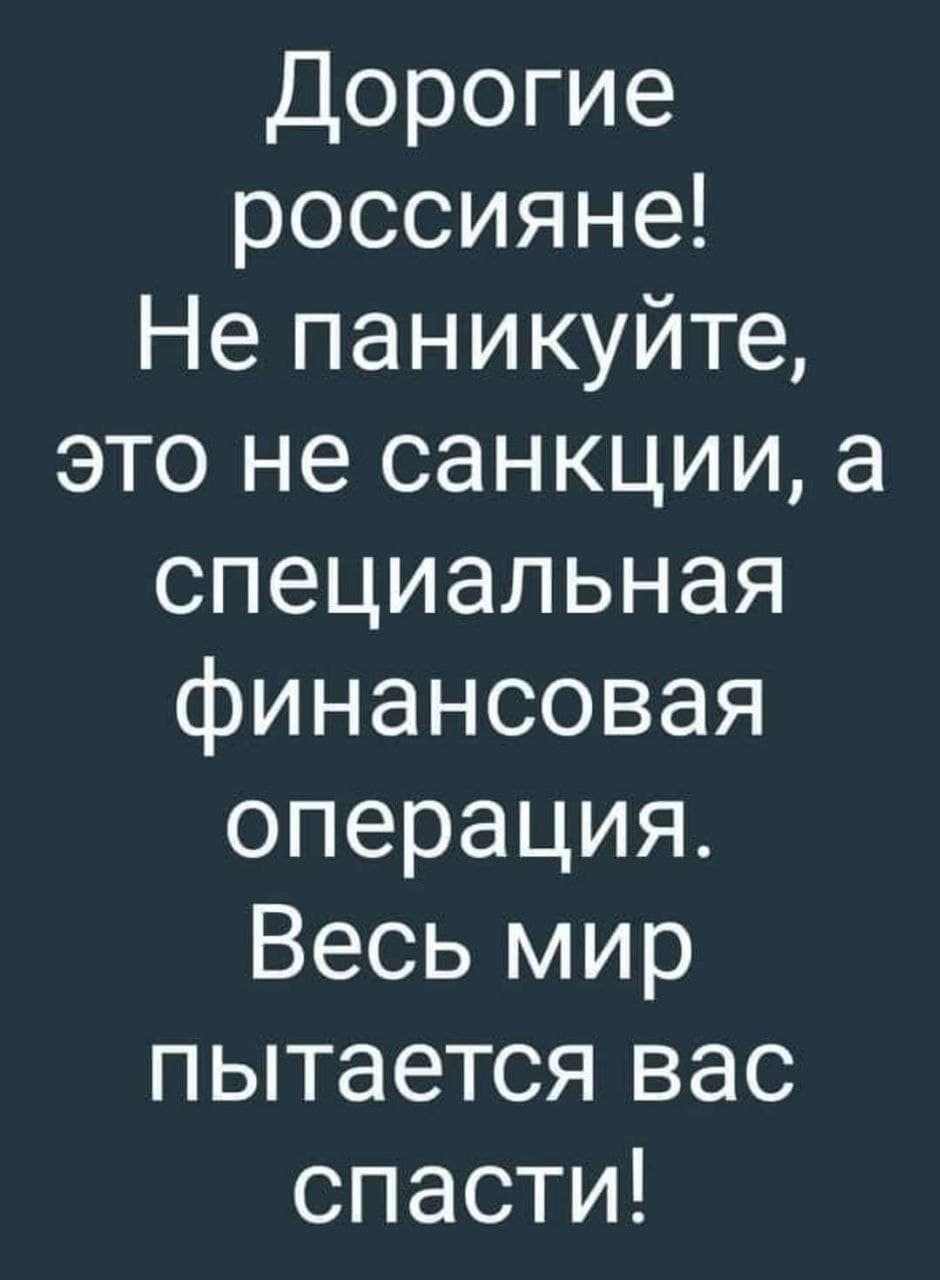 Дорогие
россияне!
Не паникуйте,
это не санкции, а
специальная
финансовая
операция.
Весь мир
пытается вас
спасти!